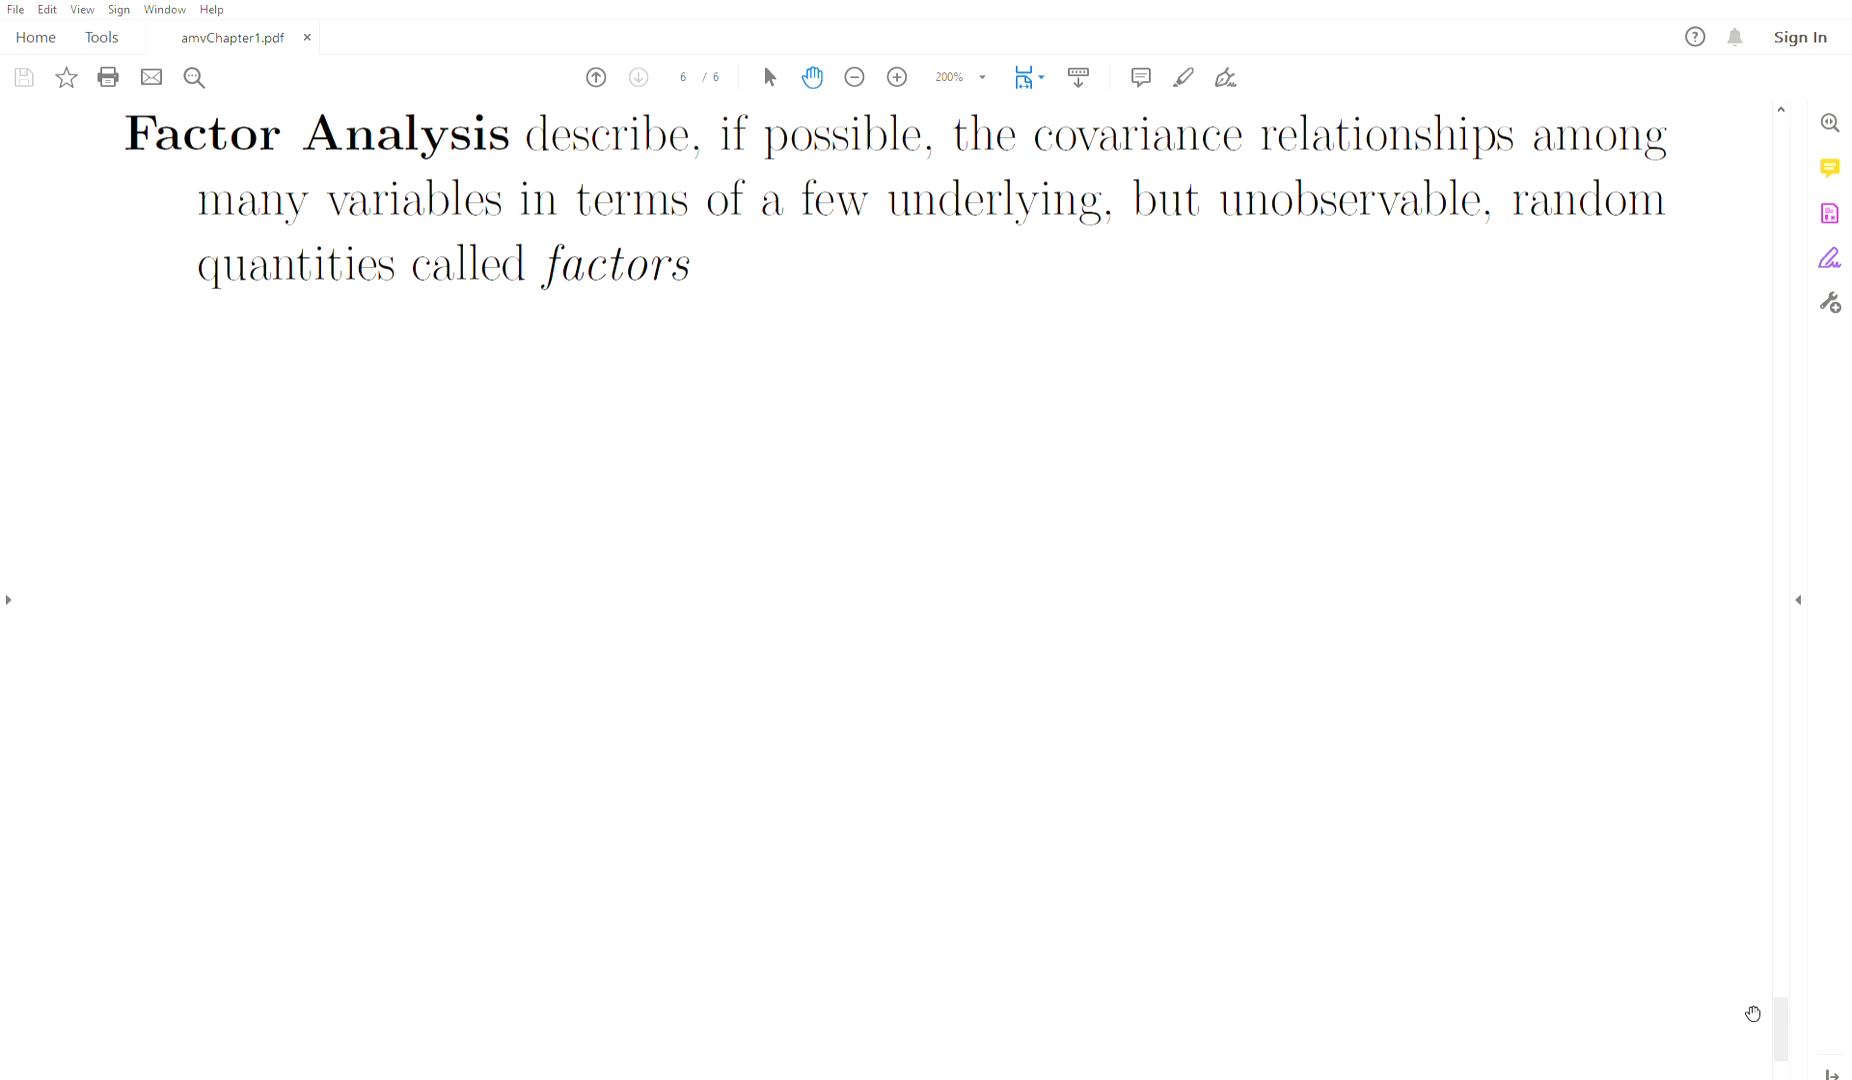 File Edit View Sign Window Help
Home Tools amvChapter1.pdf × Sign In
6 / 6 200%
Factor Analysis describe, if possible, the covariance relationships among
many variables in terms of a few underlying, but unobservable, random
quantities called factors